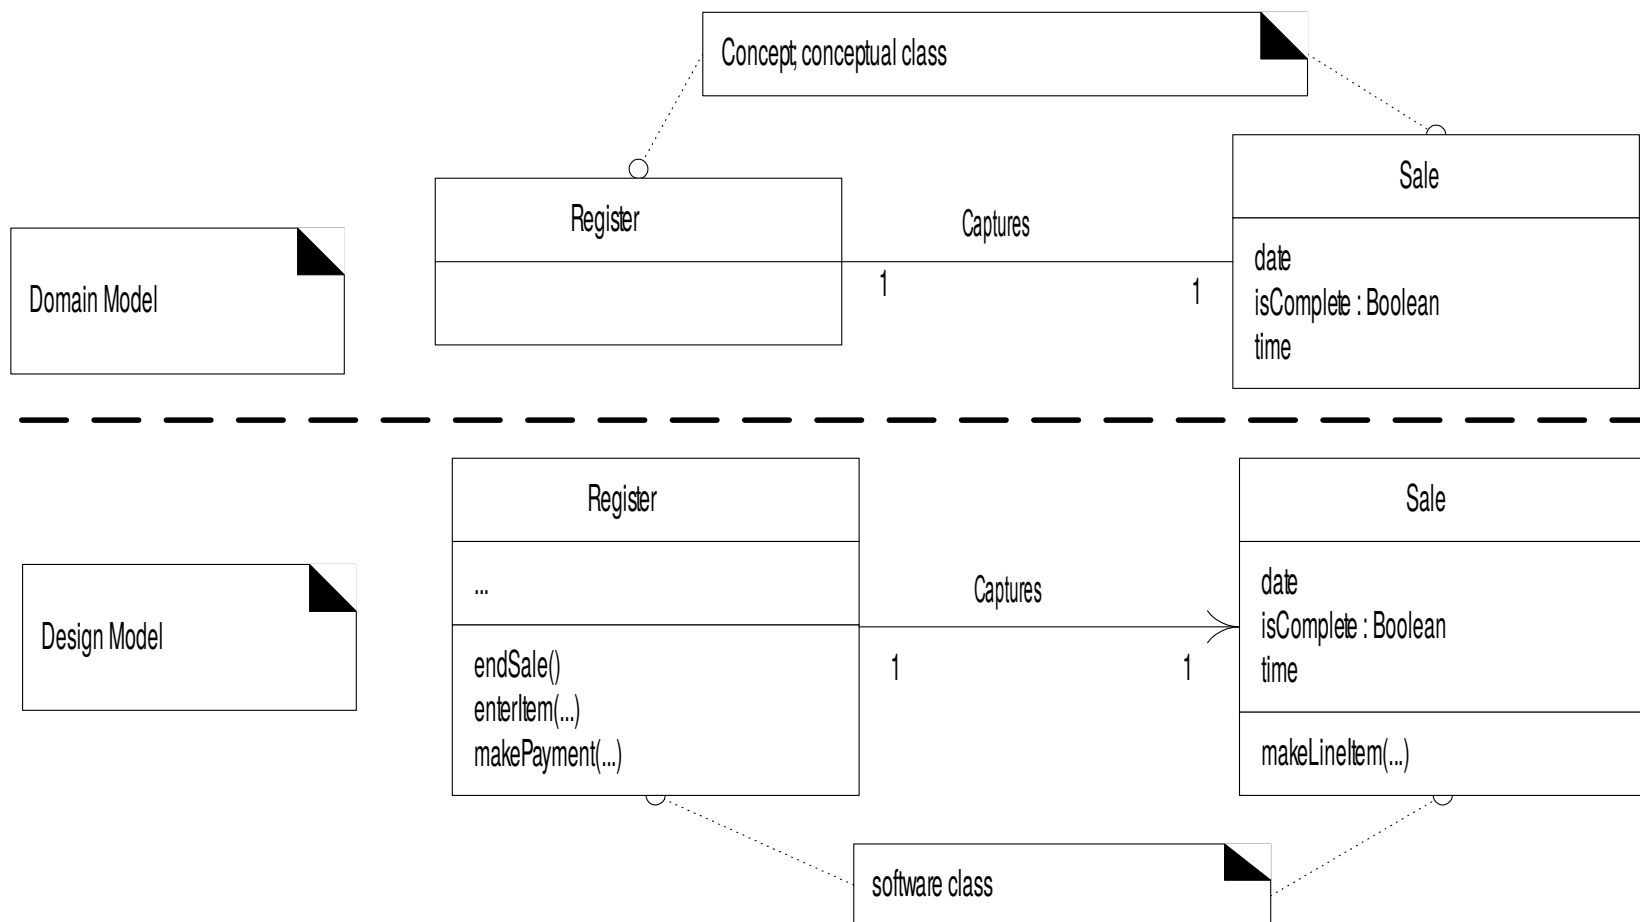 Concept; conceptual class
Sale
Register
Captures
date
1
1
isComplete : Boolean
Domain Model
time
Register
Sale
...
Captures
date
isComplete : Boolean
Design Model
1
1
time
endSale()
enterItem(...)
makePayment(...)
makeLineItem(...)
software class